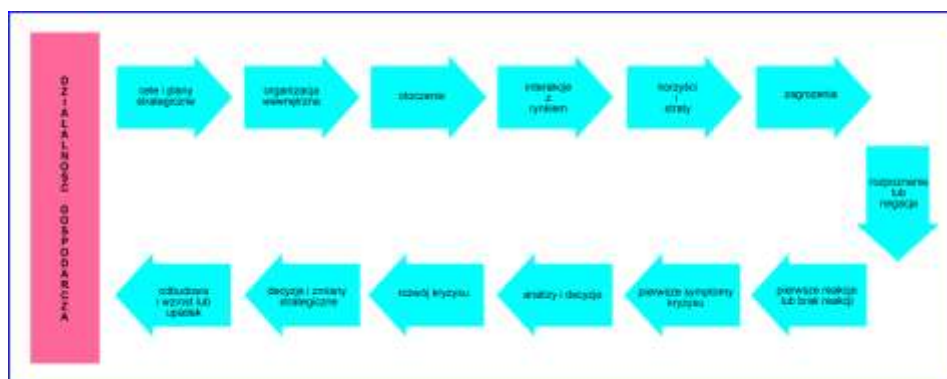 DZIAŁALNOŚĆ GOSPODARCZA
cele i plany
strategiczne
organizacja
wewnętrzna
otoczenie
interakcje
z
rynkiem
korzyści
i
straty
zagrożenia
rozpoznanie
lub
negacja
pierwsze reakcje
lub brak reakcji
pierwsze symptomy
kryzysu
analizy i decyzje
rozwój kryzysu
decyzje i zmiany
strategiczne
odbudowa
i wzrost lub
upadek